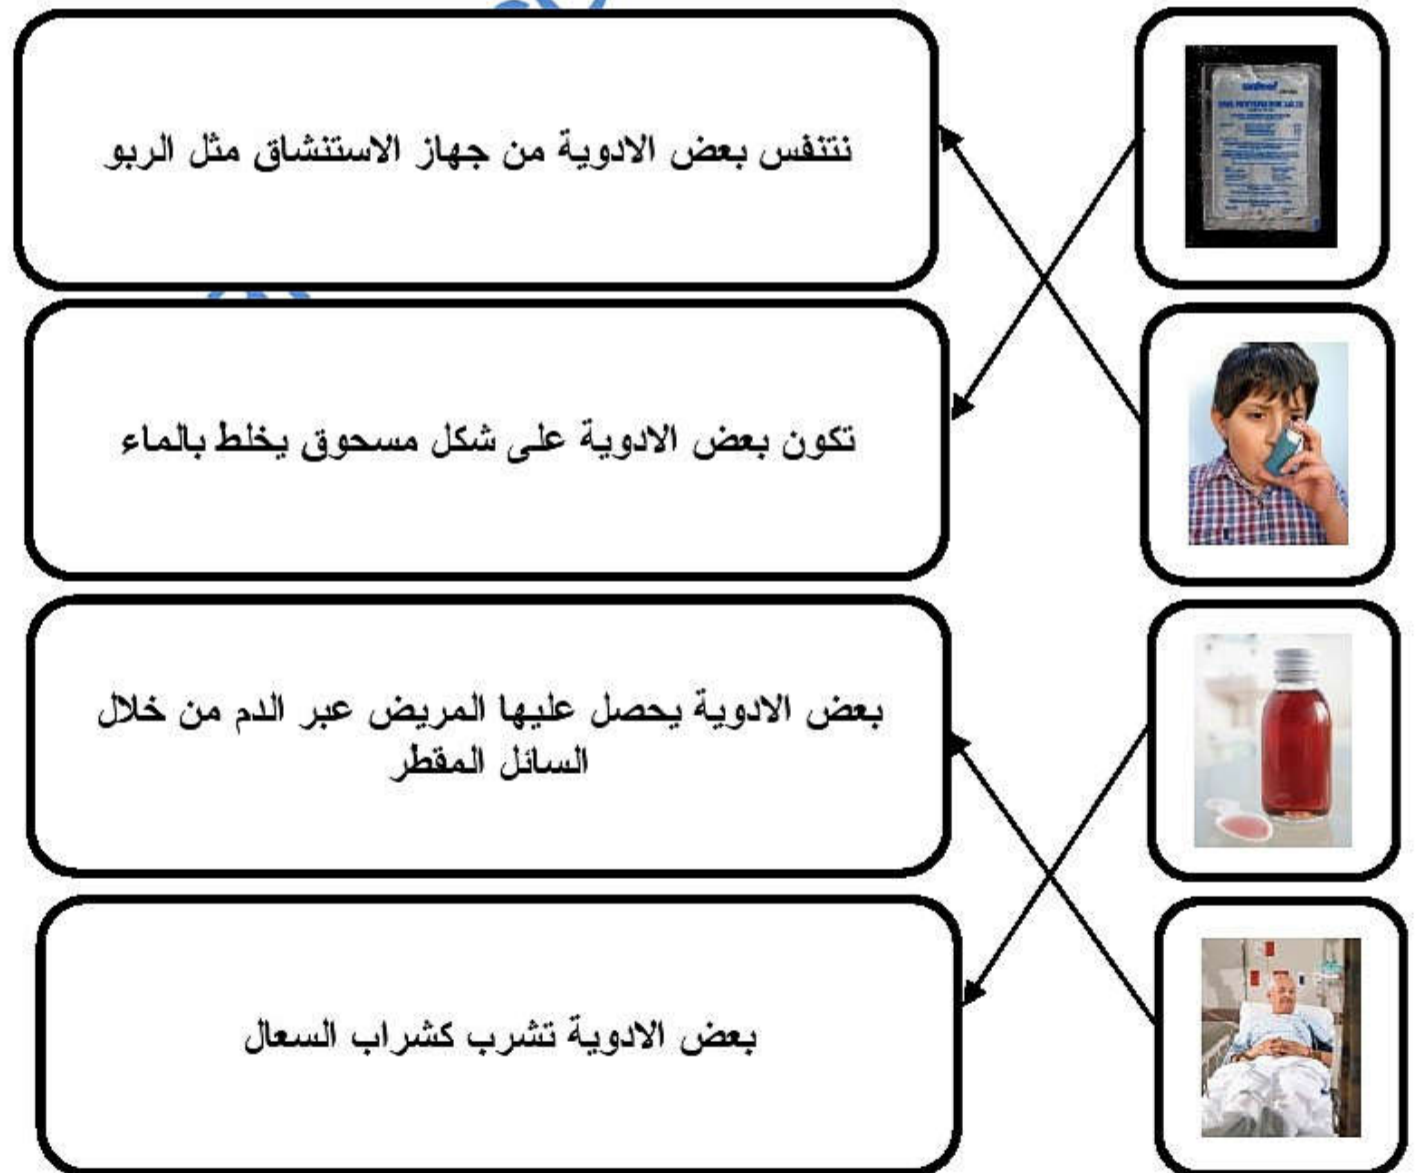 نتنفس بعض الادوية من جهاز الاستنشاق مثل الربو
تكون بعض الادوية على شكل مسحوق يخلط بالماء
بعض الادوية يحصل عليها المريض عبر الدم من خلال
السائل المقطر
بعض الادوية تشرب كشراب السعال